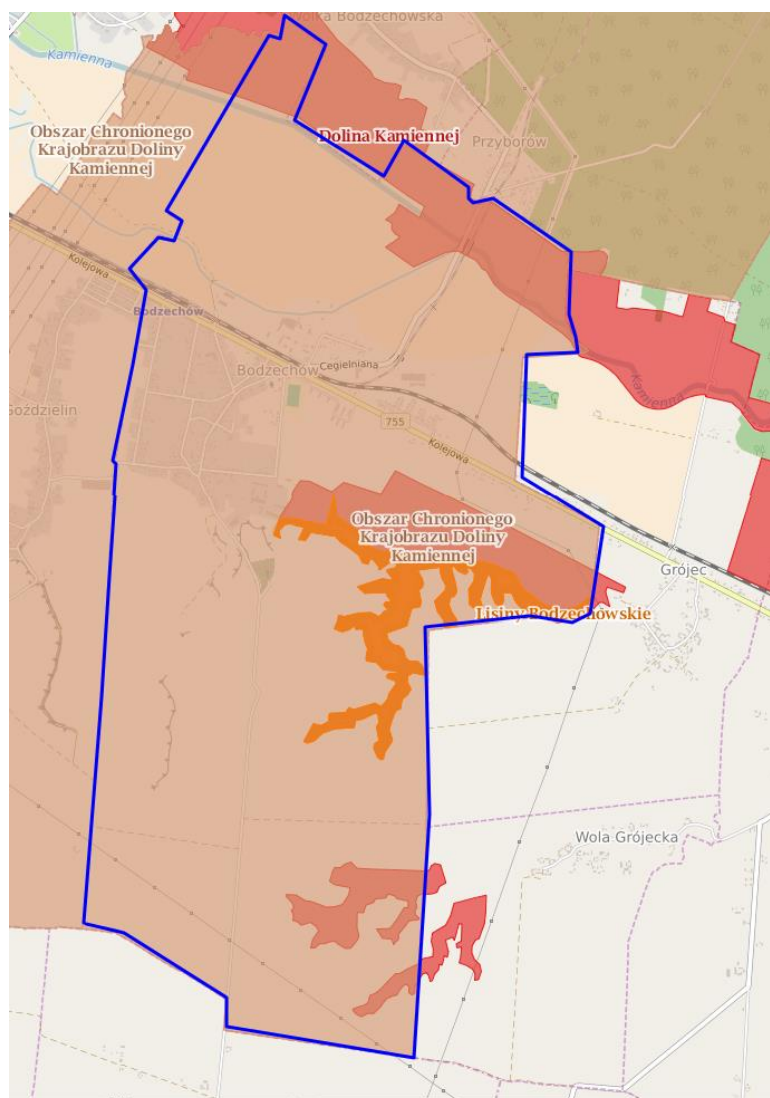 Wólka Bodzechowska
Kamienna
Obszar Chronionego
Krajobrazu Doliny
Kamiennej
Dolina Kamiennej
Przyborów
Kolejowa
Bodzechów
Bodzechów
Cegielniana
Kamienna
Goździelin
755
Kolejowa
Obszar Chronionego
Krajobrazu Doliny
Kamiennej
Grójec
Lisiny Bodzechowskie
Wola Grójecka